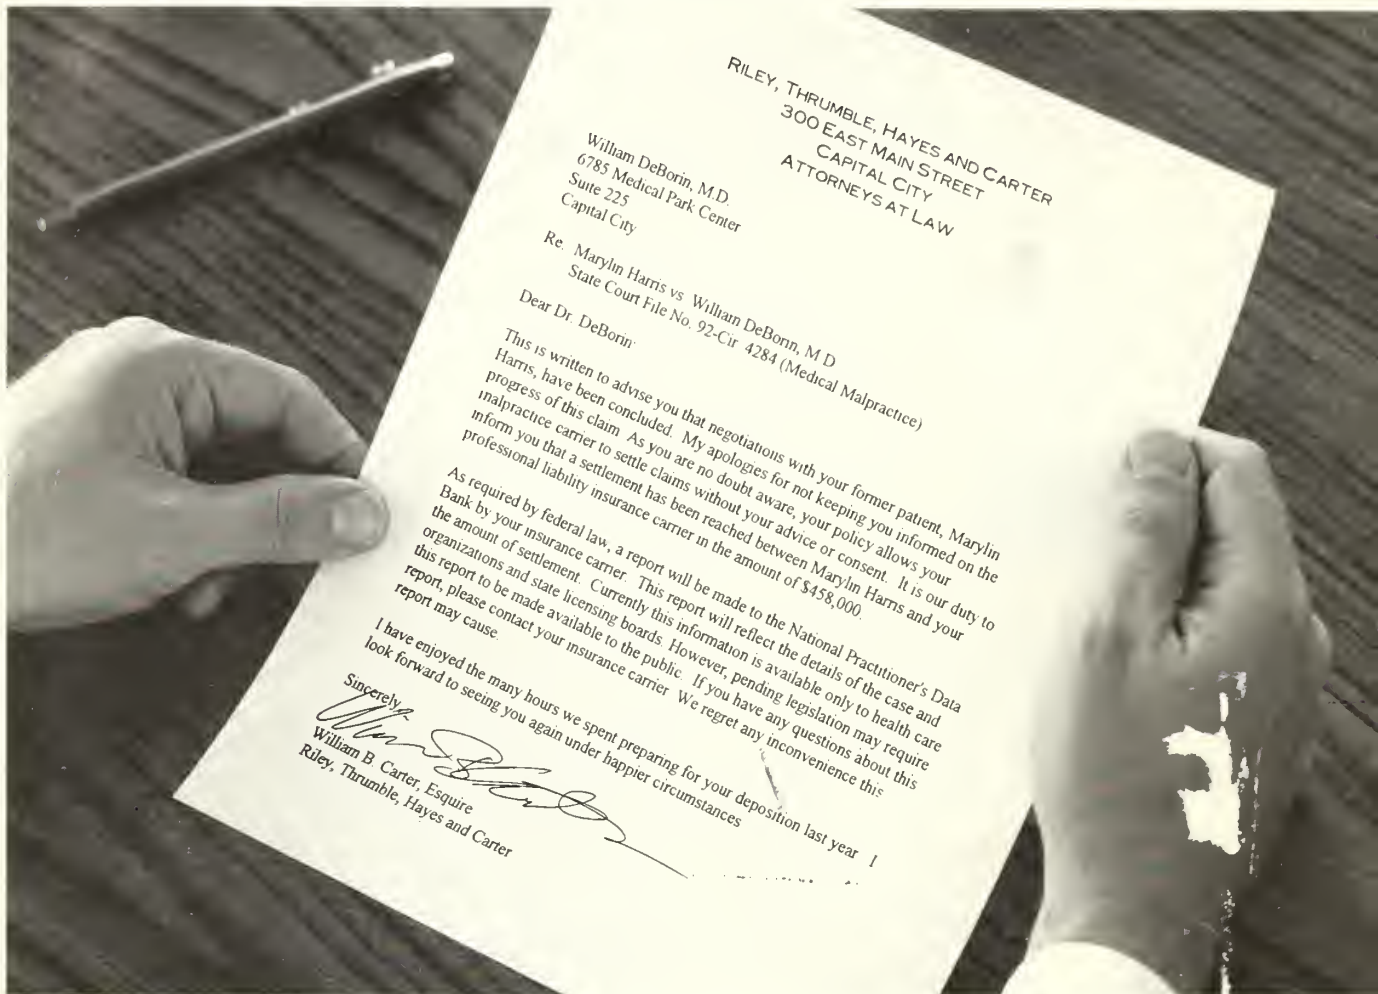 RILEY, THRUMBLE, HAYES AND CARTER
300 EAST MAIN STREET
CAPITAL CITY
ATTORNEYS AT LAW
William DeBorin, M.D.
6785 Medical Park Center
Suite 225
Capital City
Re. Marylin Harris vs William DeBorin, M D
State Court File No. 92-Cir 4284 (Medical Malpractice)
Dear Dr. DeBorin:
This is written to advise you that negotiations with your former patient, Marylin
Harris, have been concluded. My apologies for not keeping you informed on the
progress of this claim As you are no doubt aware, your policy allows your
malpractice carrier to settle claims without your advice or consent. It is our duty to
inform you that a settlement has been reached between Marylin Harris and your
professional liability insurance carrier in the amount of $458,000.
As required by federal law, a report will be made to the National Practitioner's Data
Bank by your insurance carrier. This report will reflect the details of the case and
the amount of settlement. Currently this information is available only to health care
organizations and state licensing boards. However, pending legislation may require
this report to be made available to the public. If you have any questions about this
report, please contact your insurance carrier We regret any inconvenience this
report may cause.
I have enjoyed the many hours we spent preparing for your deposition last year I
look forward to seeing you again under happier circumstances
Sincerely,
William B. Carter, Esquire
Riley, Thrumble, Hayes and Carter